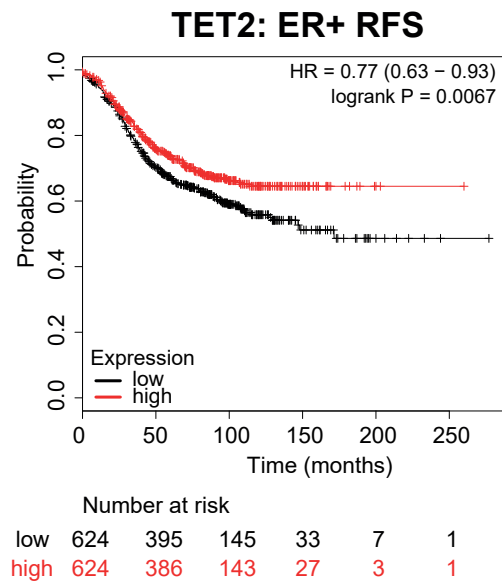 TET2: ER+ RFS
HR = 0.77 (0.63 − 0.93)
logrank P = 0.0067
Probability
1.0
0.8
0.6
0.4
0.2
0.0
Expression
low
high
0 50 100 150 200 250
Time (months)
Number at risk
low 624 395 145 33 7 1
high 624 386 143 27 3 1